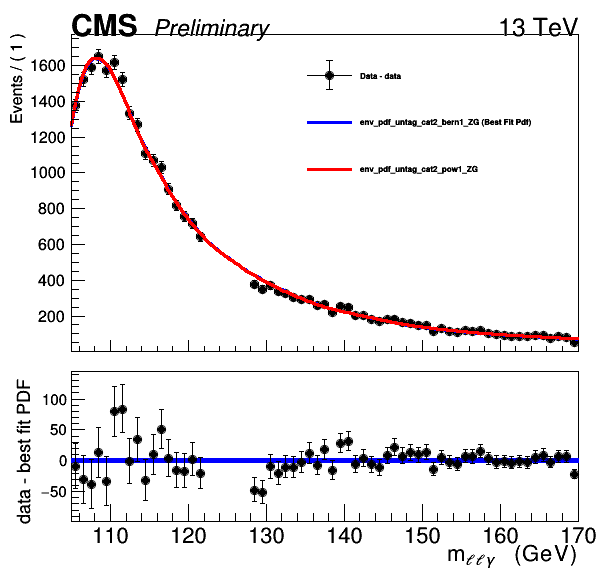 CMS Preliminary 13 TeV
Events / ( 1 )
1600
1400
1200
1000
800
600
400
200
Data - data
env_pdf_untag_cat2_bern1_ZG (Best Fit Pdf)
env_pdf_untag_cat2_pow1_ZG
data - best fit PDF
100
50
0
−50
110 120 130 140 150 160 170
m_ℓℓγ (GeV)